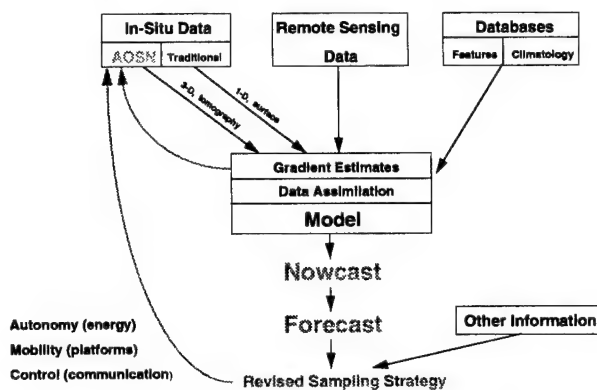 In-Situ Data
AOSN
Traditional
Remote Sensing
Data
Databases
Features
Climatology
3-D, tomography
1-D, surface
Gradient Estimates
Data Assimilation
Model
Nowcast
Forecast
Other Information
Autonomy (energy)
Mobility (platforms)
Control (communication)
Revised Sampling Strategy